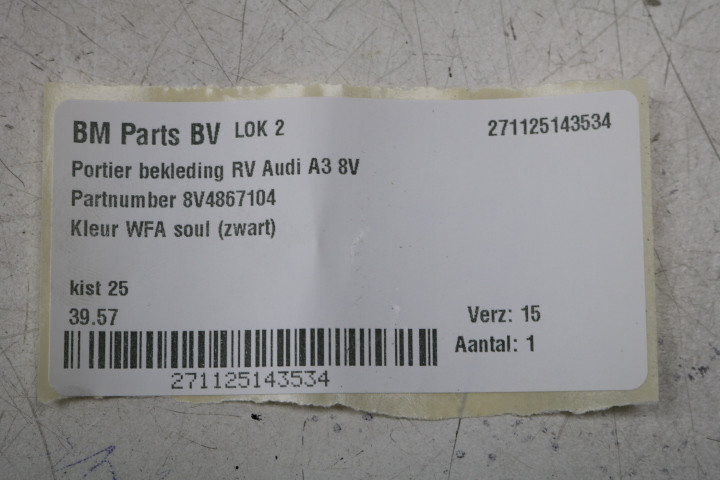 BM Parts BV LOK 2 271125143534
Portier bekleding RV Audi A3 8V
Partnumber 8V4867104
Kleur WFA soul (zwart)
kist 25
39.57 Verz: 15
Aantal: 1
271125143534